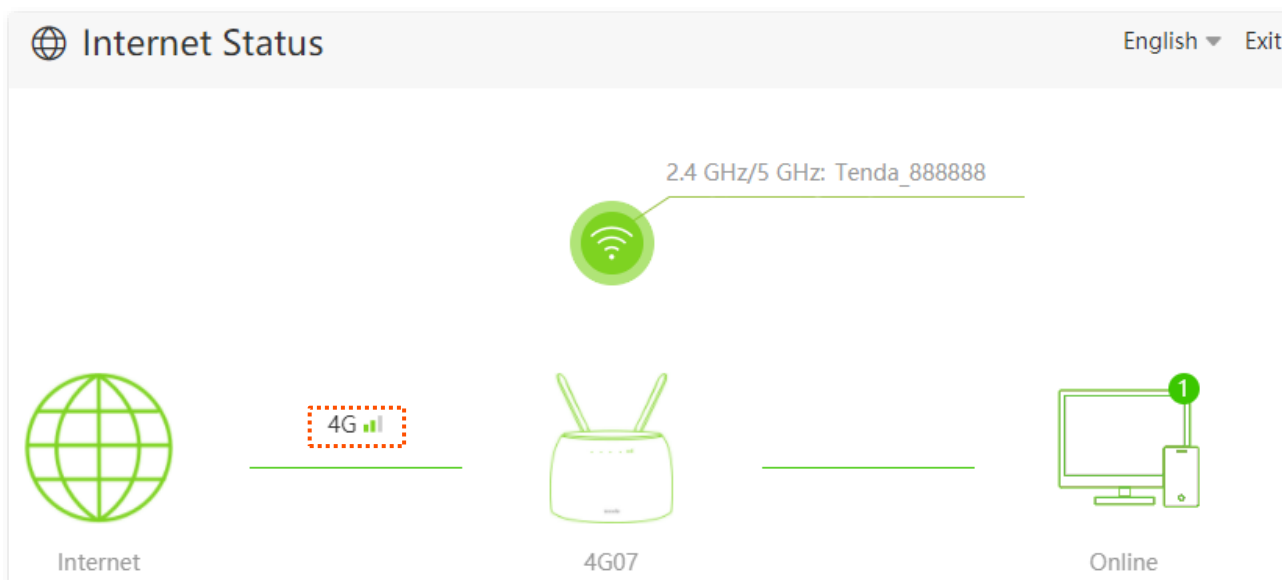 Internet Status
English
Exit
2.4 GHz/5 GHz: Tenda_888888
4G
1
Internet
4G07
Online